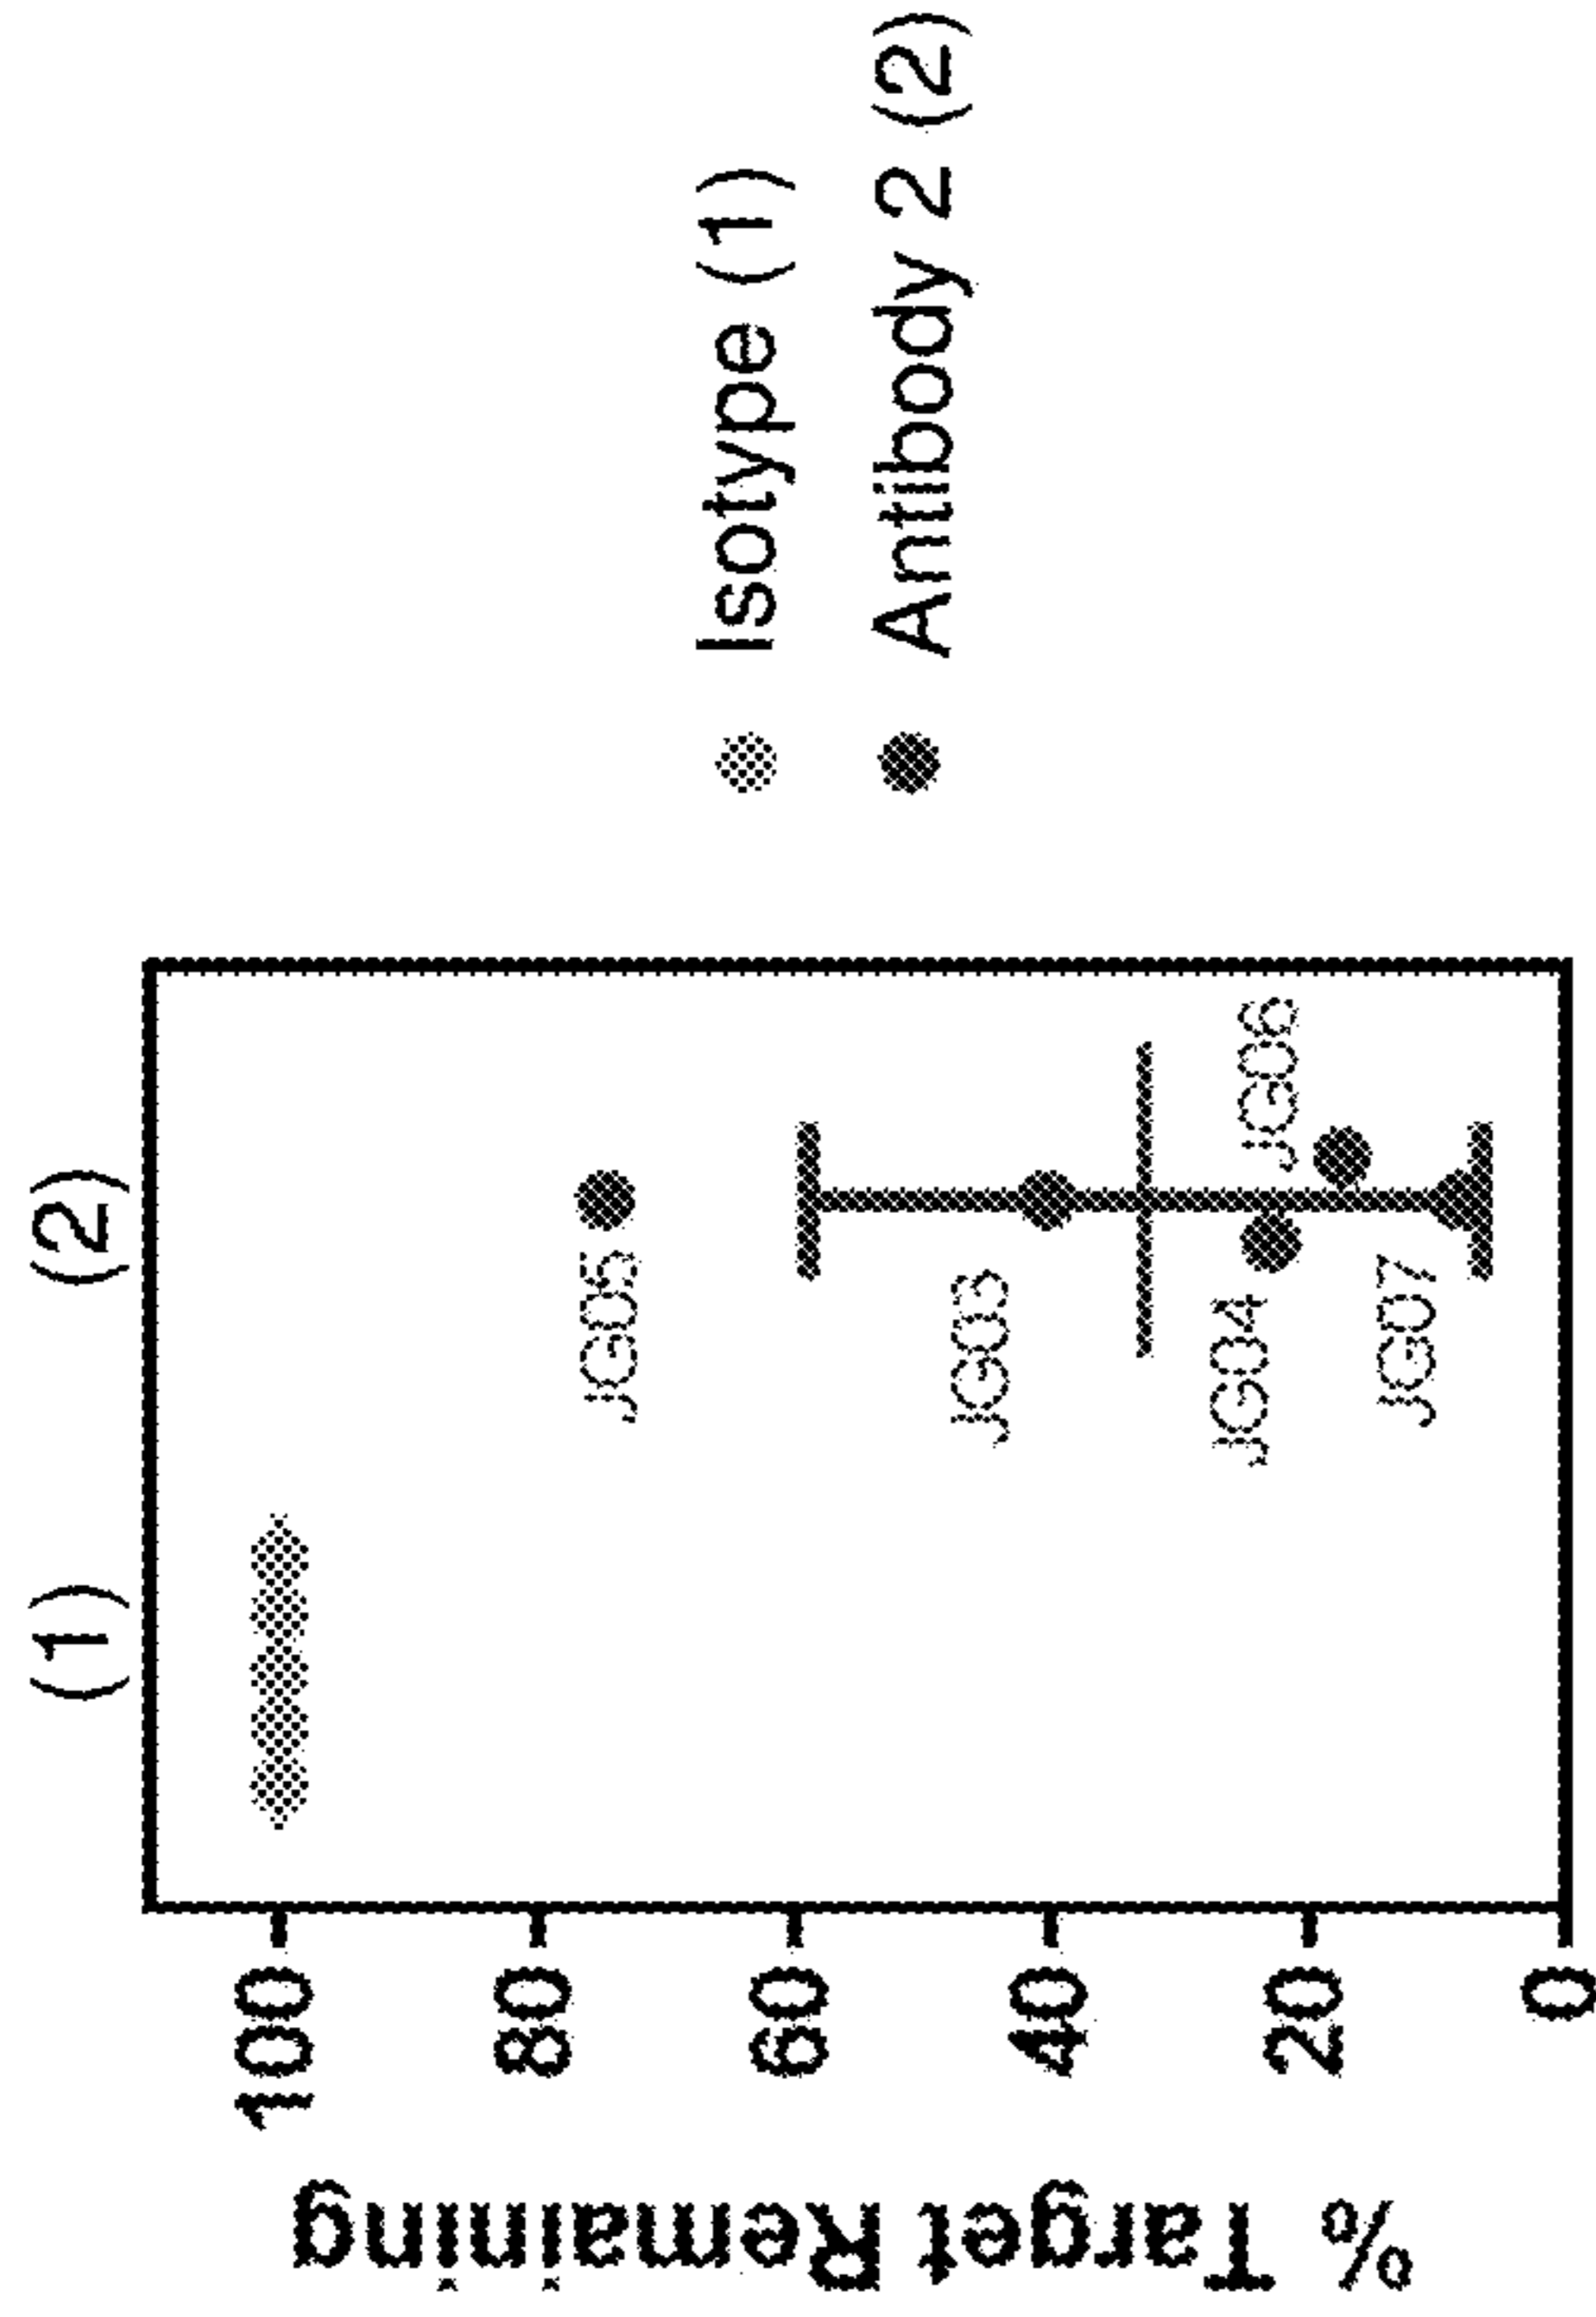 (1)
(2)
% Target Remaining
100
80
60
40
20
0
JG05
JG03
JG04
JG06
JG07
Isotype (1)
Antibody 2 (2)